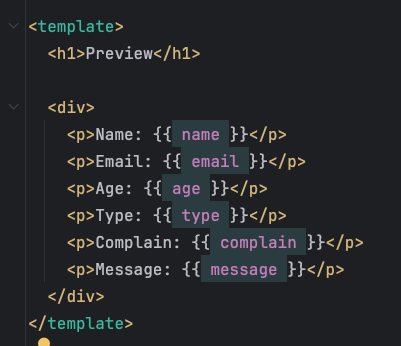 <template>
<h1>Preview</h1>
<div>
<p>Name: {{ name }}</p>
<p>Email: {{ email }}</p>
<p>Age: {{ age }}</p>
<p>Type: {{ type }}</p>
<p>Complain: {{ complain }}</p>
<p>Message: {{ message }}</p>
</div>
</template>